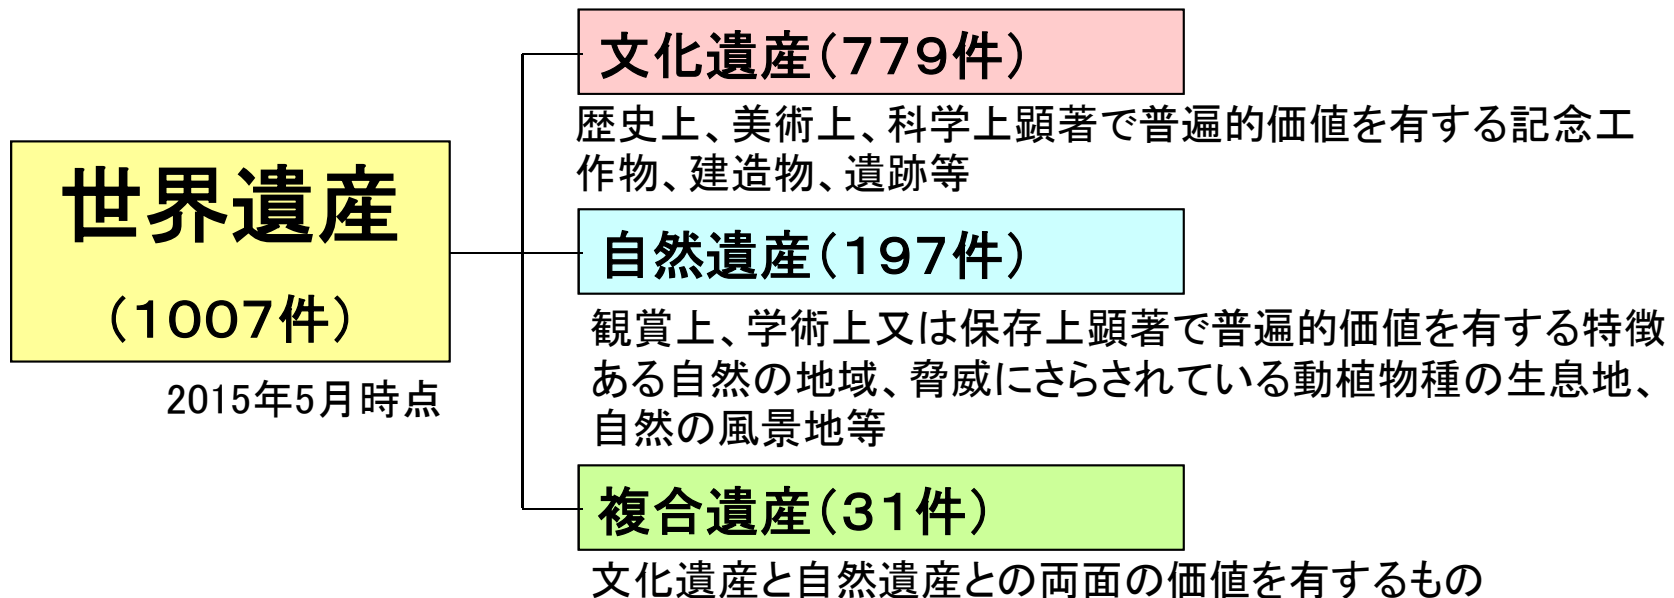 世界遺産
（１００７件）
2015年5月時点
文化遺産（７７９件）
歴史上、美術上、科学上顕著で普遍的価値を有する記念工
作物、建造物、遺跡等
自然遺産（１９７件）
観賞上、学術上又は保存上顕著で普遍的価値を有する特徴
ある自然の地域、脅威にさらされている動植物種の生息地、
自然の風景地等
複合遺産（３１件）
文化遺産と自然遺産との両面の価値を有するもの